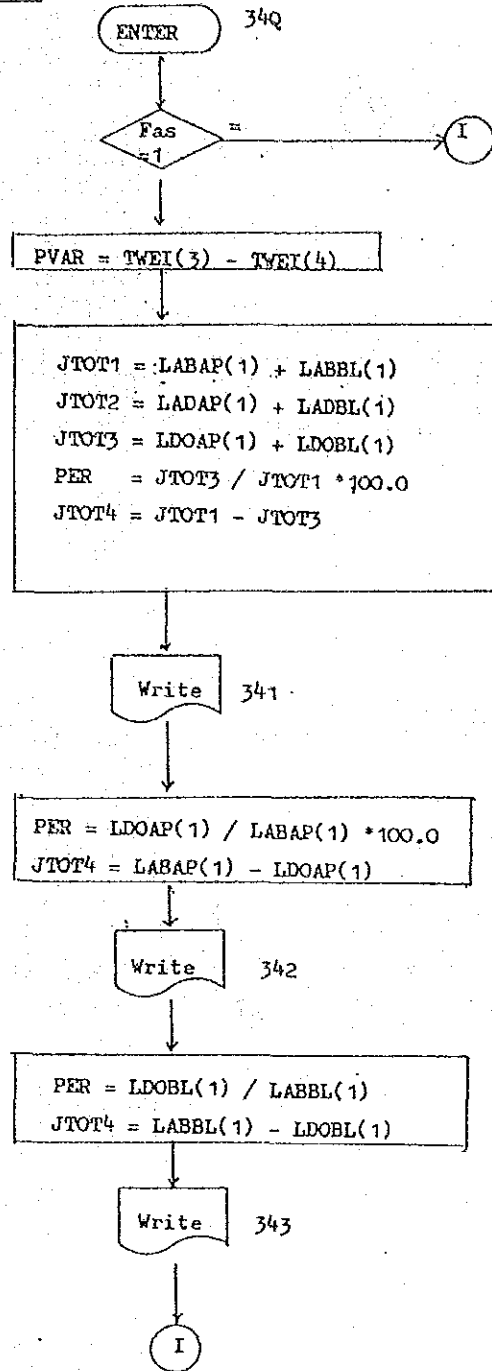 ENTER 340
Fas =
=1
I
PVAR = TWEI(3) - TWEI(4)
JTOT1 = LABAP(1) + LABBL(1)
JTOT2 = LADAP(1) + LADBL(1)
JTOT3 = LDOAP(1) + LDOBL(1)
PER = JTOT3 / JTOT1 *100.0
JTOT4 = JTOT1 - JTOT3
Write 341
PER = LDOAP(1) / LABAP(1) *100.0
JTOT4 = LABAP(1) - LDOAP(1)
Write 342
PER = LDOBL(1) / LABBL(1)
JTOT4 = LABBL(1) - LDOBL(1)
Write 343
I